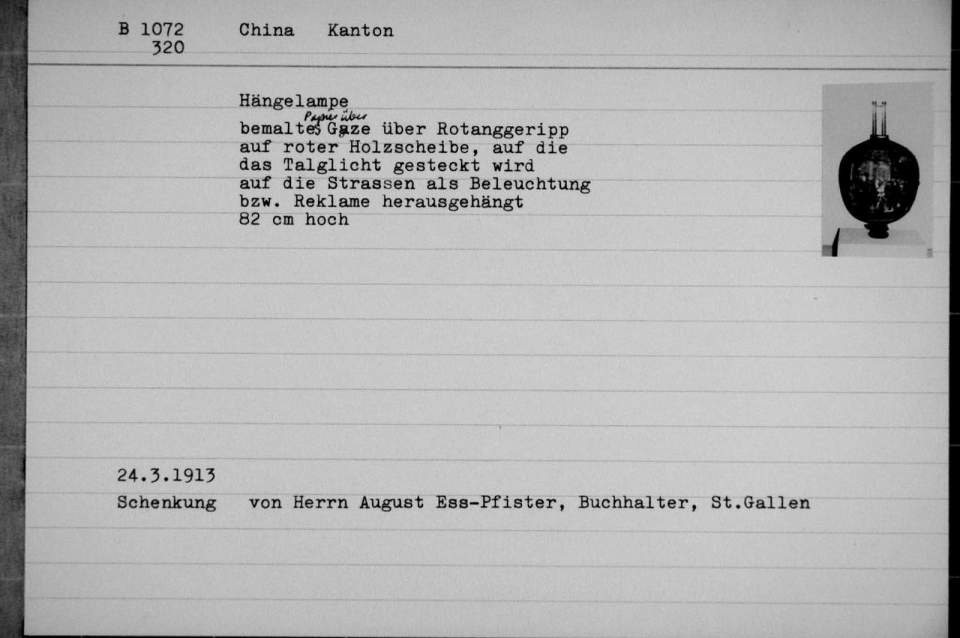 B 1072 China Kanton
320
Hängelampe
Papier über
bemaltes Gaze über Rotanggeripp
auf roter Holzscheibe, auf die
das Talglicht gesteckt wird
auf die Strassen als Beleuchtung
bzw. Reklame herausgehängt
82 cm hoch
24.3.1913
Schenkung von Herrn August Ess-Pfister, Buchhalter, St.Gallen